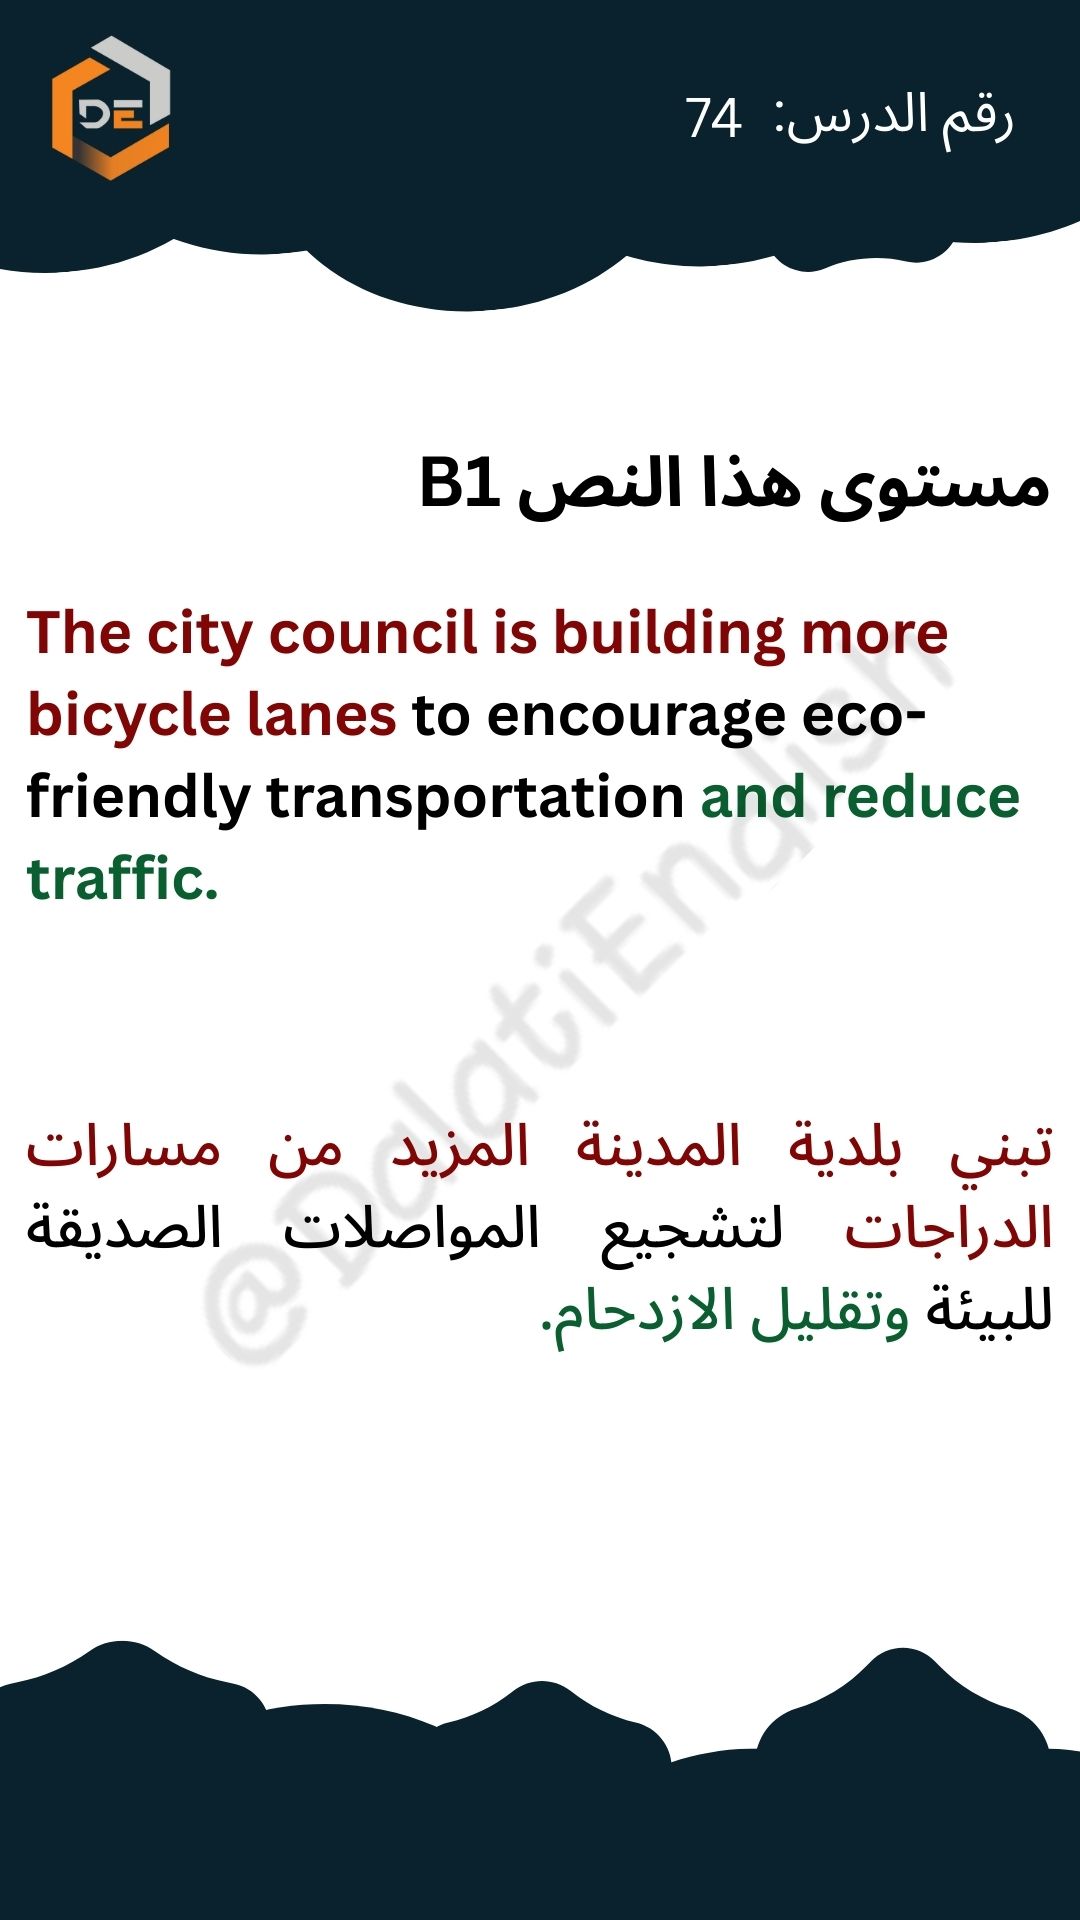 DE
رقم الدرس: 74
مستوى هذا النص B1
The city council is building more
bicycle lanes to encourage eco-
friendly transportation and reduce
traffic.
تبني بلدية المدينة المزيد من مسارات
الدراجات لتشجيع المواصلات الصديقة
للبيئة وتقليل الازدحام.
@DalatiEnglish